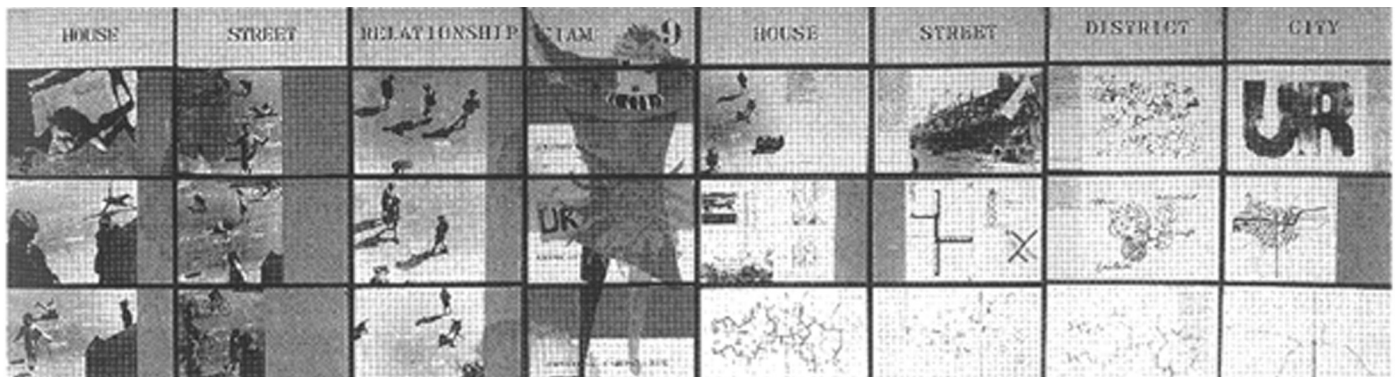 HOUSE
STREET
RELATIONSHIP
CIAM 9
HOUSE
STREET
DISTRICT
CITY
UR
UR